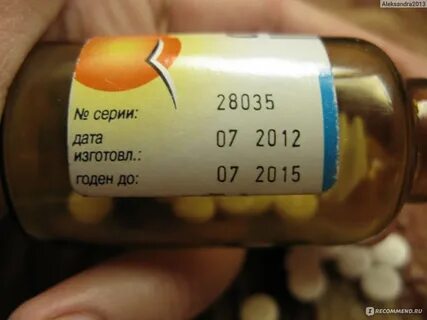 Aleksandra2013
№ серии: 28035
дата
изготовл.: 07 2012
годен до: 07 2015
RECOMMEND.RU